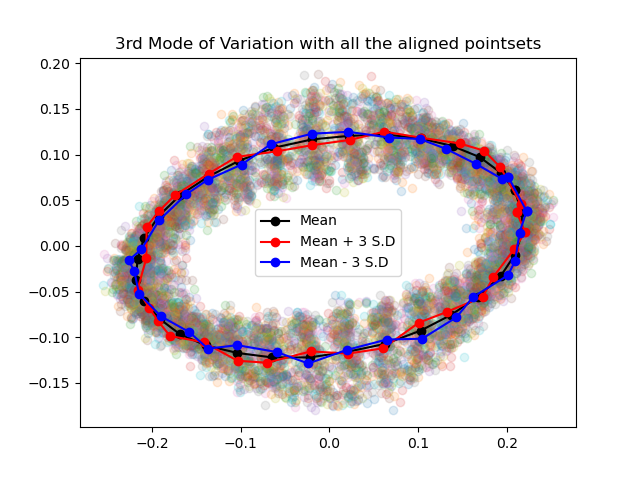 3rd Mode of Variation with all the aligned pointsets
0.20
0.15
0.10
0.05
0.00
−0.05
−0.10
−0.15
Mean
Mean + 3 S.D
Mean - 3 S.D
−0.2 −0.1 0.0 0.1 0.2